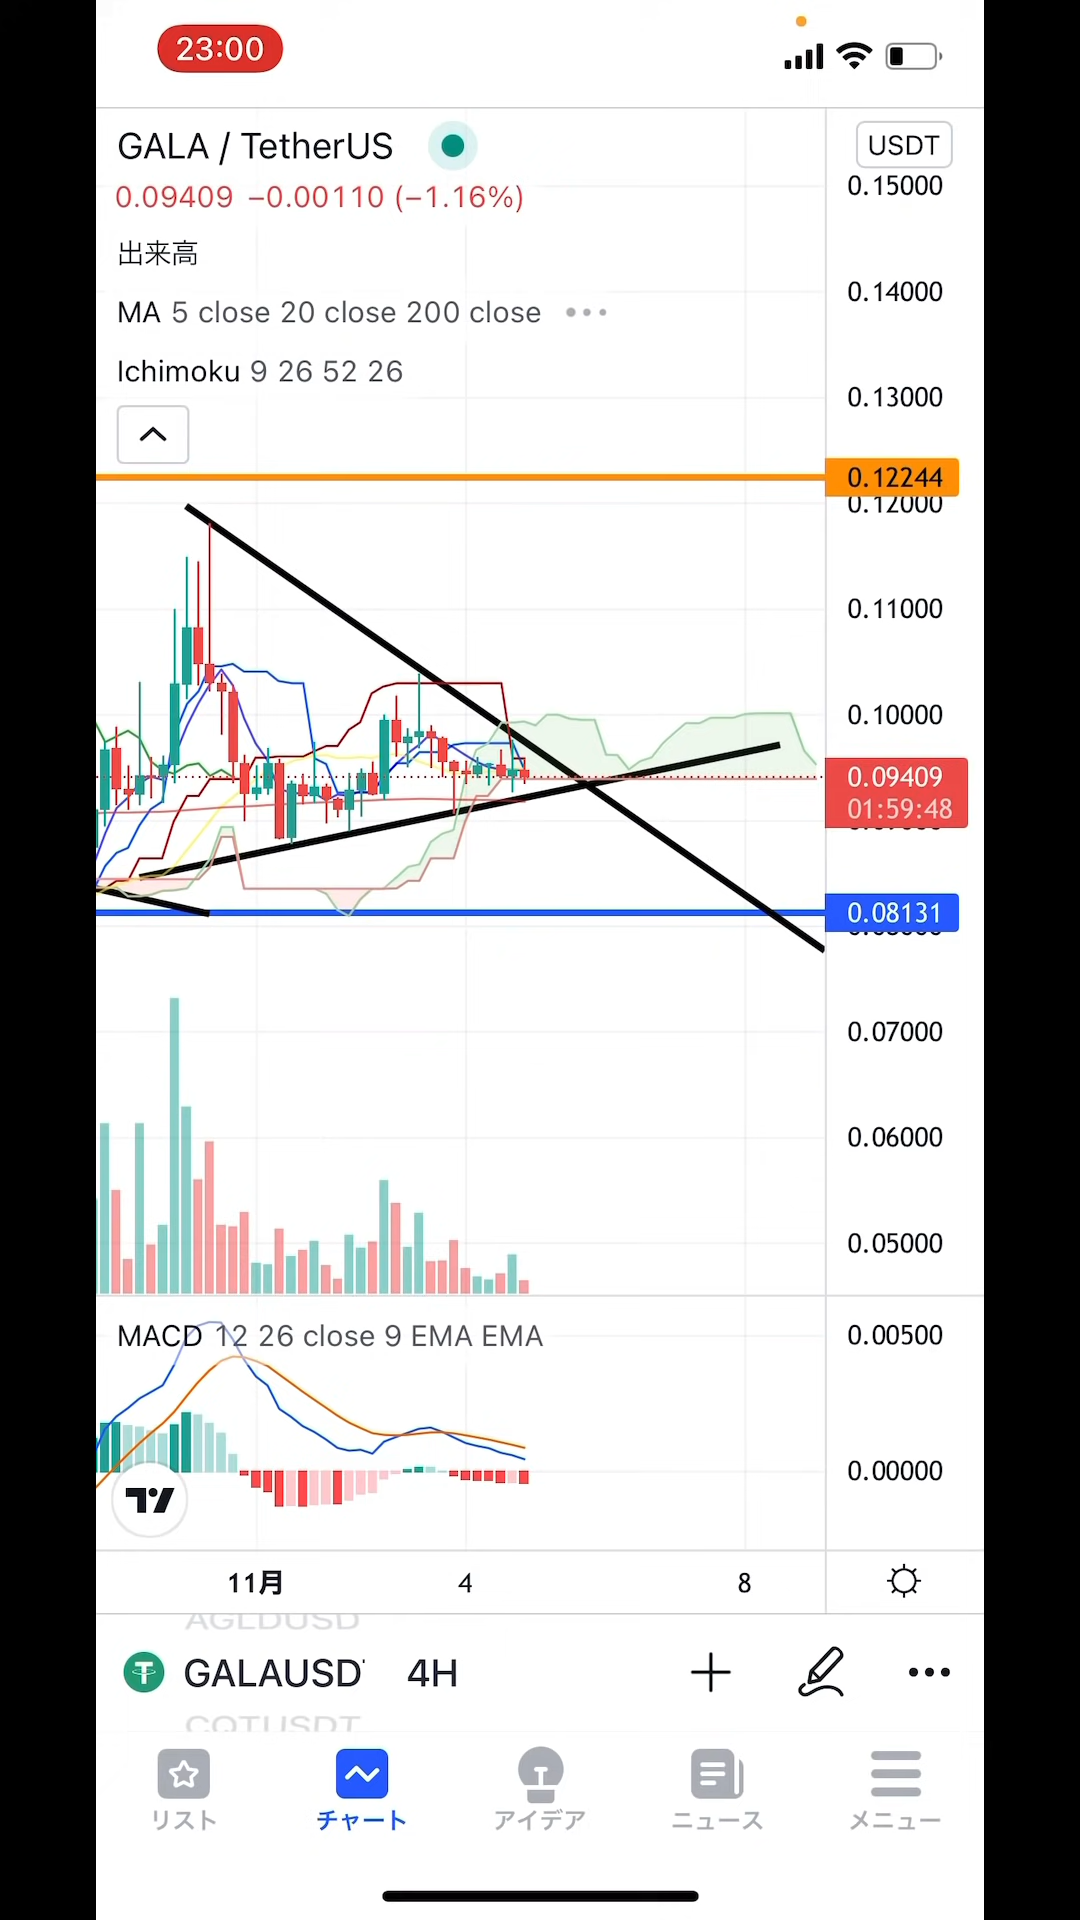 23:00
GALA / TetherUS
USDT
0.09409 −0.00110 (−1.16%)
出来高
MA 5 close 20 close 200 close
Ichimoku 9 26 52 26
0.15000
0.14000
0.13000
0.12244
0.12000
0.11000
0.10000
0.09409
01:59:48
0.08131
0.07000
0.06000
0.05000
MACD 12 26 close 9 EMA EMA
0.00500
0.00000
11月 4 8
AGLDUSD
GALAUSD 4H
COTIUSDT
リスト チャート アイデア ニュース メニュー